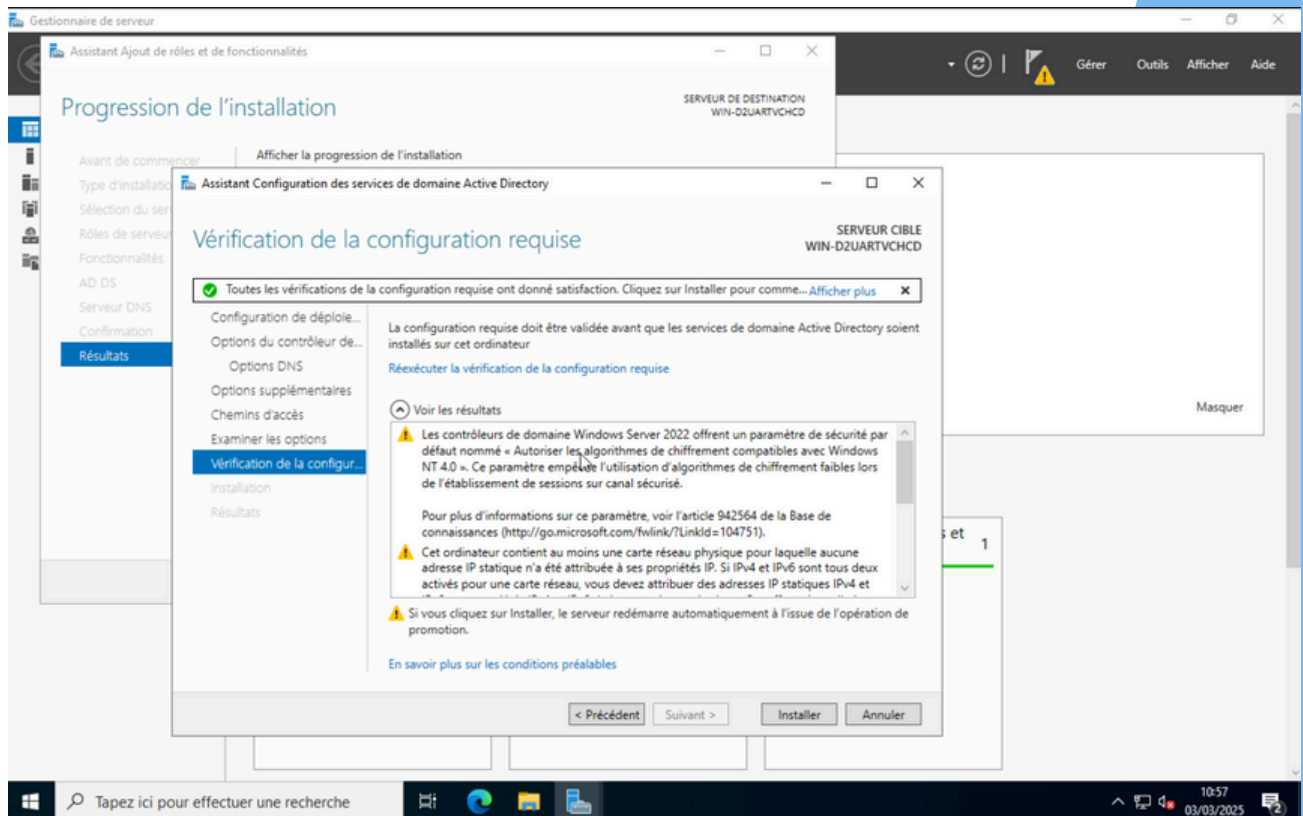 Gestionnaire de serveur
Gérer Outils Afficher Aide
Assistant Ajout de rôles et de fonctionnalités
Progression de l'installation
SERVEUR DE DESTINATION
WIN-D2UARTVCHCD
Avant de commencer
Type d'installatio
Sélection du ser
Rôles de serveur
Fonctionnalités
AD DS
Serveur DNS
Confirmation
Résultats
Afficher la progression de l'installation
Assistant Configuration des services de domaine Active Directory
Vérification de la configuration requise
SERVEUR CIBLE
WIN-D2UARTVCHCD
Toutes les vérifications de la configuration requise ont donné satisfaction. Cliquez sur Installer pour comme... Afficher plus
Configuration de déploie...
Options du contrôleur de...
Options DNS
Options supplémentaires
Chemins d'accès
Examiner les options
Vérification de la configur...
Installation
Résultats
La configuration requise doit être validée avant que les services de domaine Active Directory soient
installés sur cet ordinateur
Réexécuter la vérification de la configuration requise
Voir les résultats
Les contrôleurs de domaine Windows Server 2022 offrent un paramètre de sécurité par
défaut nommé « Autoriser les algorithmes de chiffrement compatibles avec Windows
NT 4.0 ». Ce paramètre empêche l'utilisation d'algorithmes de chiffrement faibles lors
de l'établissement de sessions sur canal sécurisé.
Pour plus d'informations sur ce paramètre, voir l'article 942564 de la Base de
connaissances (http://go.microsoft.com/fwlink/?LinkId=104751).
Cet ordinateur contient au moins une carte réseau physique pour laquelle aucune
adresse IP statique n'a été attribuée à ses propriétés IP. Si IPv4 et IPv6 sont tous deux
activés pour une carte réseau, vous devez attribuer des adresses IP statiques IPv4 et
Si vous cliquez sur Installer, le serveur redémarre automatiquement à l'issue de l'opération de
promotion.
En savoir plus sur les conditions préalables
< Précédent Suivant > Installer Annuler
Masquer
s et 1
Tapez ici pour effectuer une recherche
10:57
03/03/2025
2